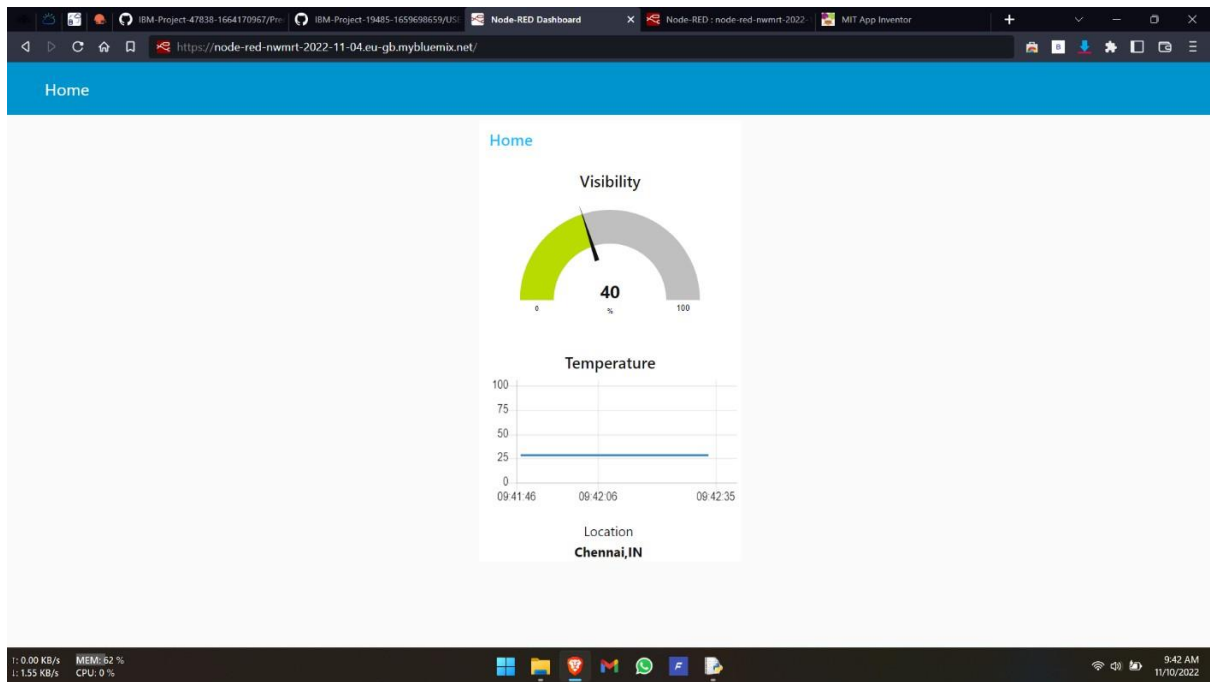 IBM-Project-47838-1664170967/Pre
IBM-Project-19485-1659698659/USE
Node-RED Dashboard
Node-RED : node-red-nwmrt-2022-
MIT App Inventor
https://node-red-nwmrt-2022-11-04.eu-gb.mybluemix.net/
Home
Home
Visibility
40
0 % 100
Temperature
100
75
50
25
0
09:41:46 09:42:06 09:42:35
Location
Chennai,IN
: 0.00 KB/s MEM: 62 %
: 1.55 KB/s CPU: 0 %
9:42 AM
11/10/2022